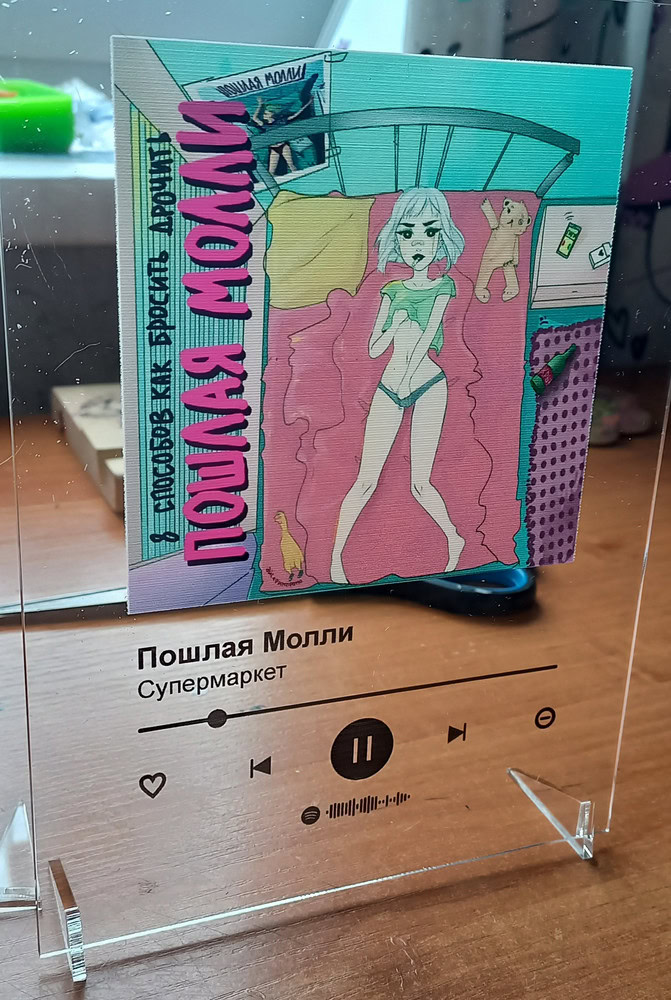 ПОШЛАЯ МОЛЛИ
8 СПОСОБОВ КАК БРОСИТЬ ДРОЧИТЬ
ПОШЛАЯ МОЛЛИ
Пошлая Молли
Супермаркет